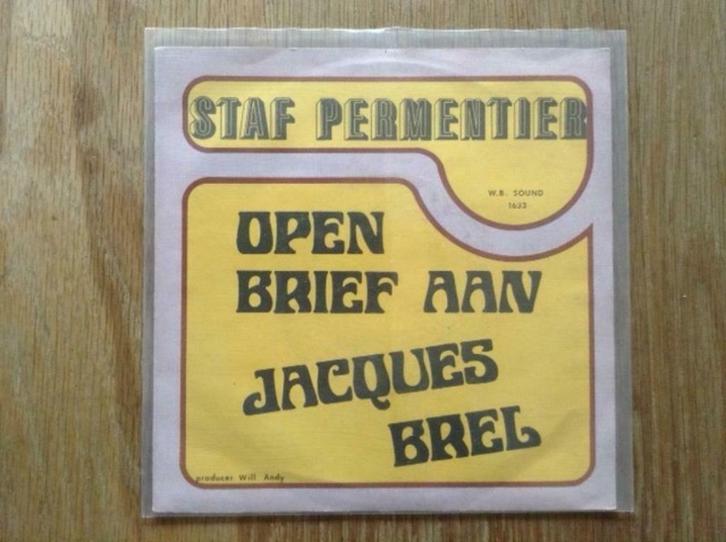 STAF PERMENTIER
W.B. SOUND
1633
OPEN
BRIEF AAN
JACQUES
BREL
producer Will Andy